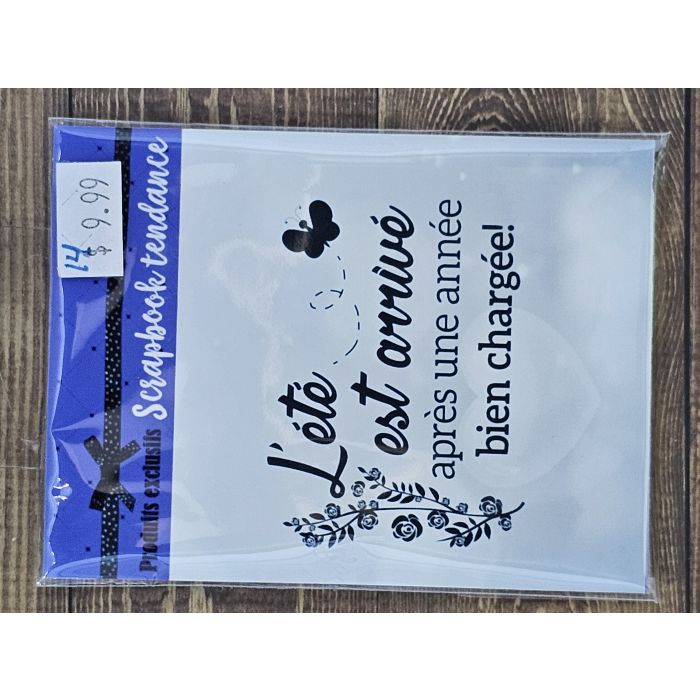 14
$ 9.99
Produits exclusifs Scrapbook tendance
L'été
est arrivé
après une année
bien chargée!